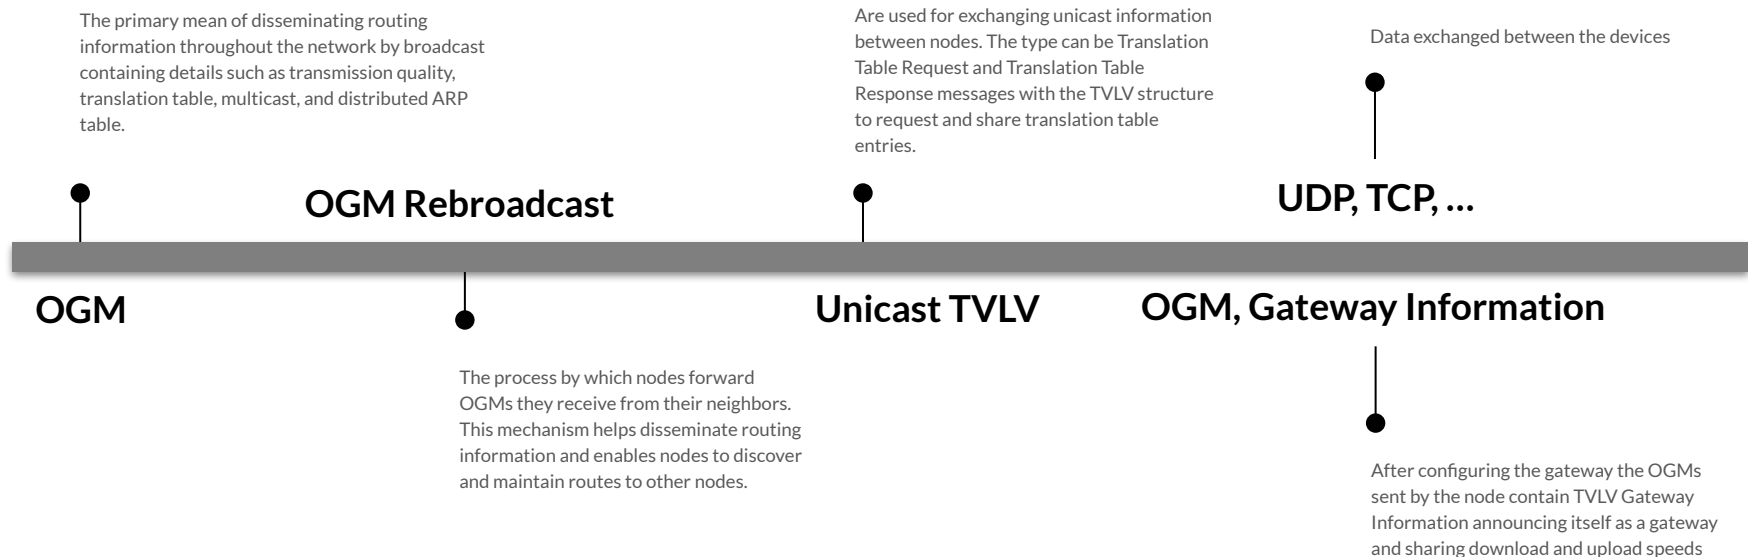 The primary mean of disseminating routing
information throughout the network by broadcast
containing details such as transmission quality,
translation table, multicast, and distributed ARP
table.
OGM
OGM Rebroadcast
The process by which nodes forward
OGMs they receive from their neighbors.
This mechanism helps disseminate routing
information and enables nodes to discover
and maintain routes to other nodes.
Are used for exchanging unicast information
between nodes. The type can be Translation
Table Request and Translation Table
Response messages with the TVLV structure
to request and share translation table
entries.
Unicast TVLV
Data exchanged between the devices
UDP, TCP, ...
OGM, Gateway Information
After configuring the gateway the OGMs
sent by the node contain TVLV Gateway
Information announcing itself as a gateway
and sharing download and upload speeds